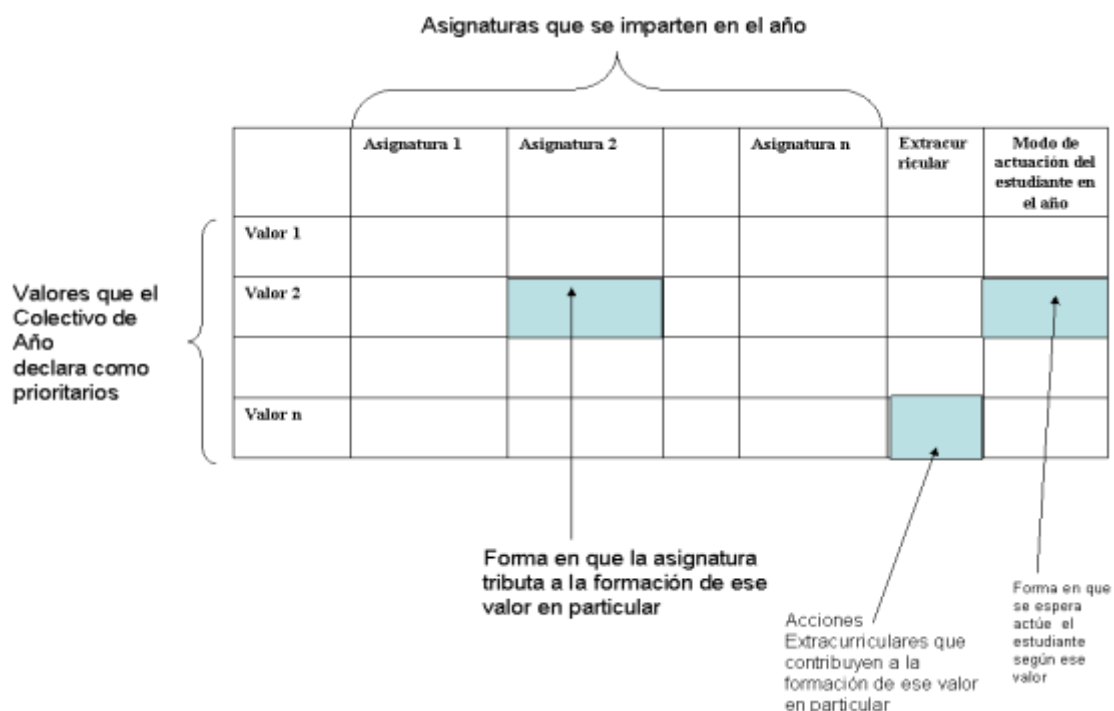 Asignaturas que se imparten en el año
Asignatura 1
Asignatura 2
Asignatura n
Extracur
ricular
Modo de
actuación del
estudiante en
el año
Valor 1
Valores que el
Colectivo de
Año
declara como
prioritarios
Valor 2
Valor n
Forma en que la asignatura
tributa a la formación de ese
valor en particular
Acciones
Extracurriculares que
contribuyen a la
formación de ese valor
en particular
Forma en que
se espera
actúe el
estudiante
según ese
valor